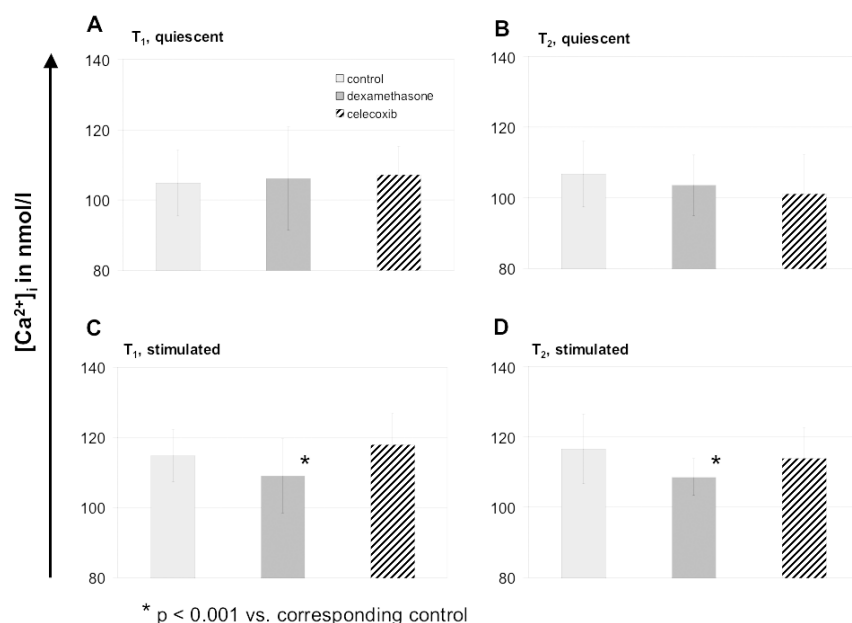 A
T1, quiescent
140
120
100
80
control
dexamethasone
celecoxib
B
T2, quiescent
140
120
100
80
[Ca²⁺]i in nmol/l
C
T1, stimulated
140
120
100
80
*
D
T2, stimulated
140
120
100
80
*
* p < 0.001 vs. corresponding control